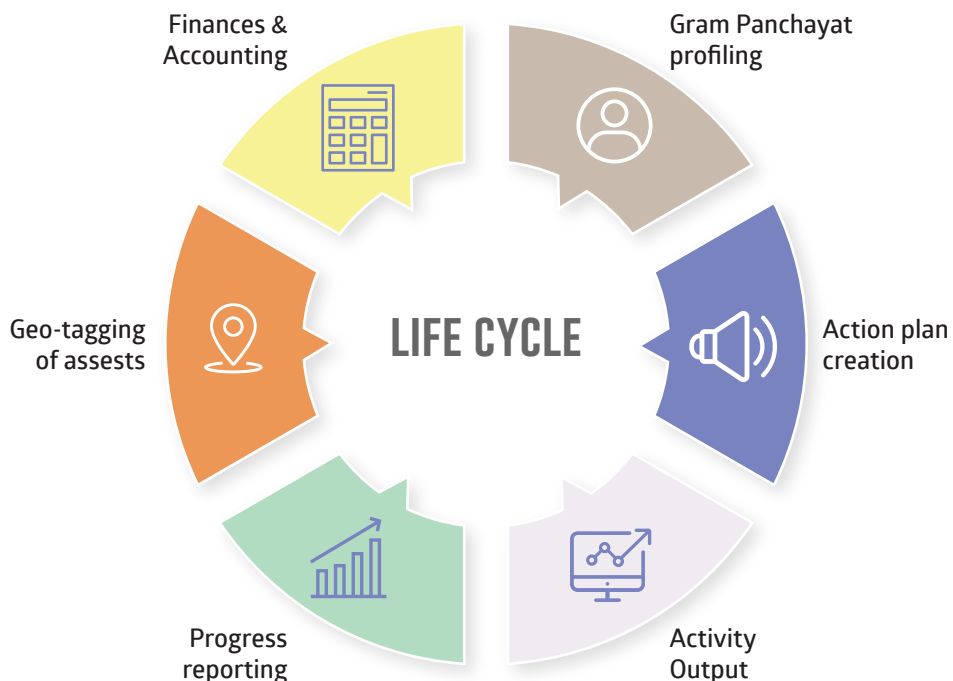 Finances &
Accounting
Gram Panchayat
profiling
Geo-tagging
of assests
LIFE CYCLE
Action plan
creation
Progress
reporting
Activity
Output